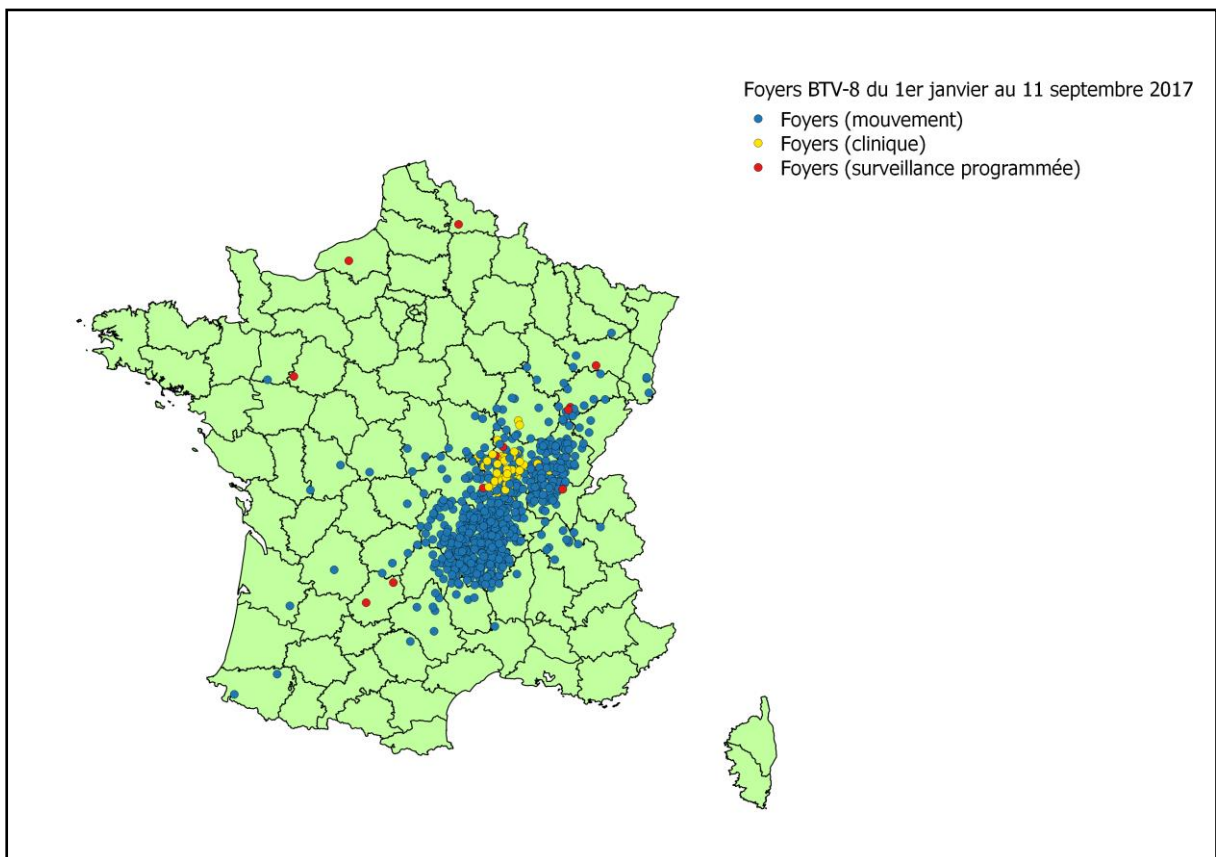 Foyers BTV-8 du 1er janvier au 11 septembre 2017
Foyers (mouvement)
Foyers (clinique)
Foyers (surveillance programmée)